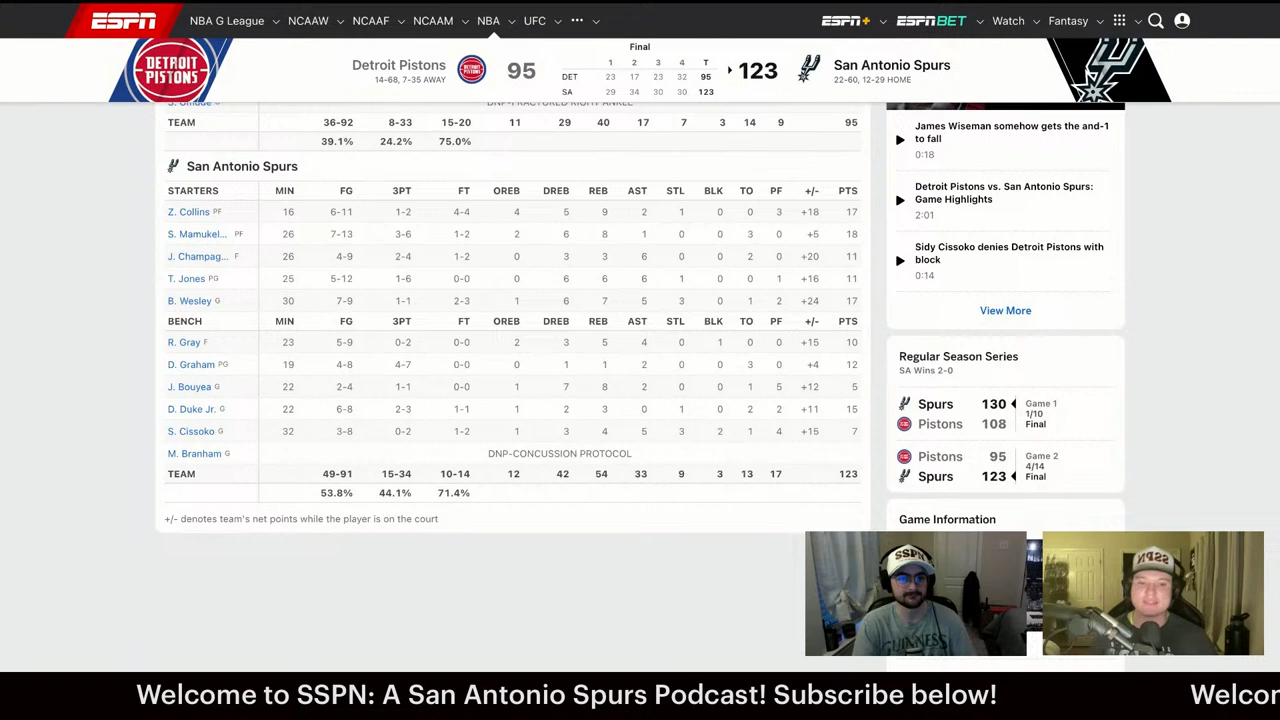 ESPN NBA G League NCAAW NCAAF NCAAM NBA UFC ESPN+ ESPN BET Watch Fantasy
Final
DETROIT PISTONS
Detroit Pistons
14-68, 7-35 AWAY
95
1 2 3 4 T
DET 23 17 23 32 95
SA 29 34 30 30 123
123
San Antonio Spurs
22-60, 12-29 HOME
DNP-FRACTURED RIGHT ANKLE
TEAM 36-92 8-33 15-20 11 29 40 17 7 3 14 9 95
39.1% 24.2% 75.0%
San Antonio Spurs
STARTERS MIN FG 3PT FT OREB DREB REB AST STL BLK TO PF +/- PTS
Z. Collins PF 16 6-11 1-2 4-4 4 5 9 2 1 0 0 3 +18 17
S. Mamukel... PF 26 7-13 3-6 1-2 2 6 8 1 0 0 3 0 +5 18
J. Champag... F 26 4-9 2-4 1-2 0 3 3 6 0 0 2 0 +20 11
T. Jones PG 25 5-12 1-6 0-0 0 6 6 6 1 0 0 1 +16 11
B. Wesley G 30 7-9 1-1 2-3 1 6 7 5 3 0 1 2 +24 17
BENCH MIN FG 3PT FT OREB DREB REB AST STL BLK TO PF +/- PTS
R. Gray F 23 5-9 0-2 0-0 2 3 5 4 0 1 0 0 +15 10
D. Graham PG 19 4-8 4-7 0-0 0 1 1 2 0 0 3 0 +4 12
J. Bouyea G 22 2-4 1-1 0-0 1 7 8 2 0 0 1 5 +12 5
D. Duke Jr. G 22 6-8 2-3 1-1 1 2 3 0 1 0 2 2 +11 15
S. Cissoko G 32 3-8 0-2 1-2 1 3 4 5 3 2 1 4 +15 7
M. Branham G DNP-CONCUSSION PROTOCOL
TEAM 49-91 15-34 10-14 12 42 54 33 9 3 13 17 123
53.8% 44.1% 71.4%
+/- denotes team's net points while the player is on the court
James Wiseman somehow gets the and-1
to fall
0:18
Detroit Pistons vs. San Antonio Spurs:
Game Highlights
2:01
Sidy Cissoko denies Detroit Pistons with
block
0:14
View More
Regular Season Series
SA Wins 2-0
Spurs 130
Pistons 108
Game 1
1/10
Final
Pistons 95
Spurs 123
Game 2
4/14
Final
Game Information
SSPN
GUINNESS
SSPN
Welcome to SSPN: A San Antonio Spurs Podcast! Subscribe below! Welcor